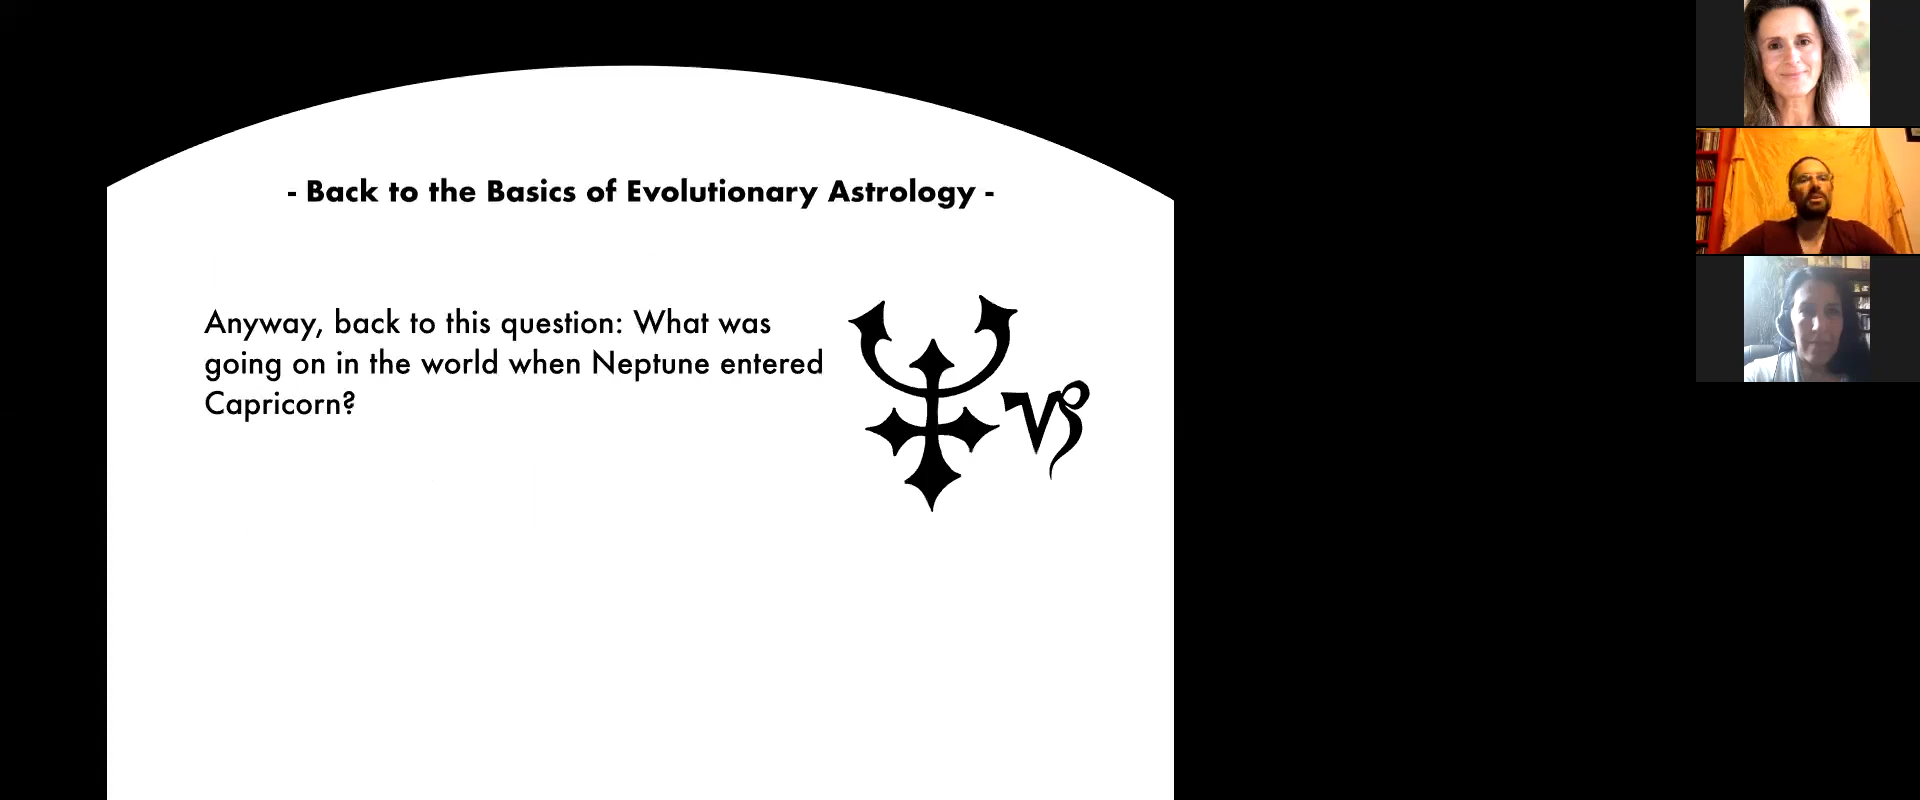 - Back to the Basics of Evolutionary Astrology -
Anyway, back to this question: What was
going on in the world when Neptune entered
Capricorn?